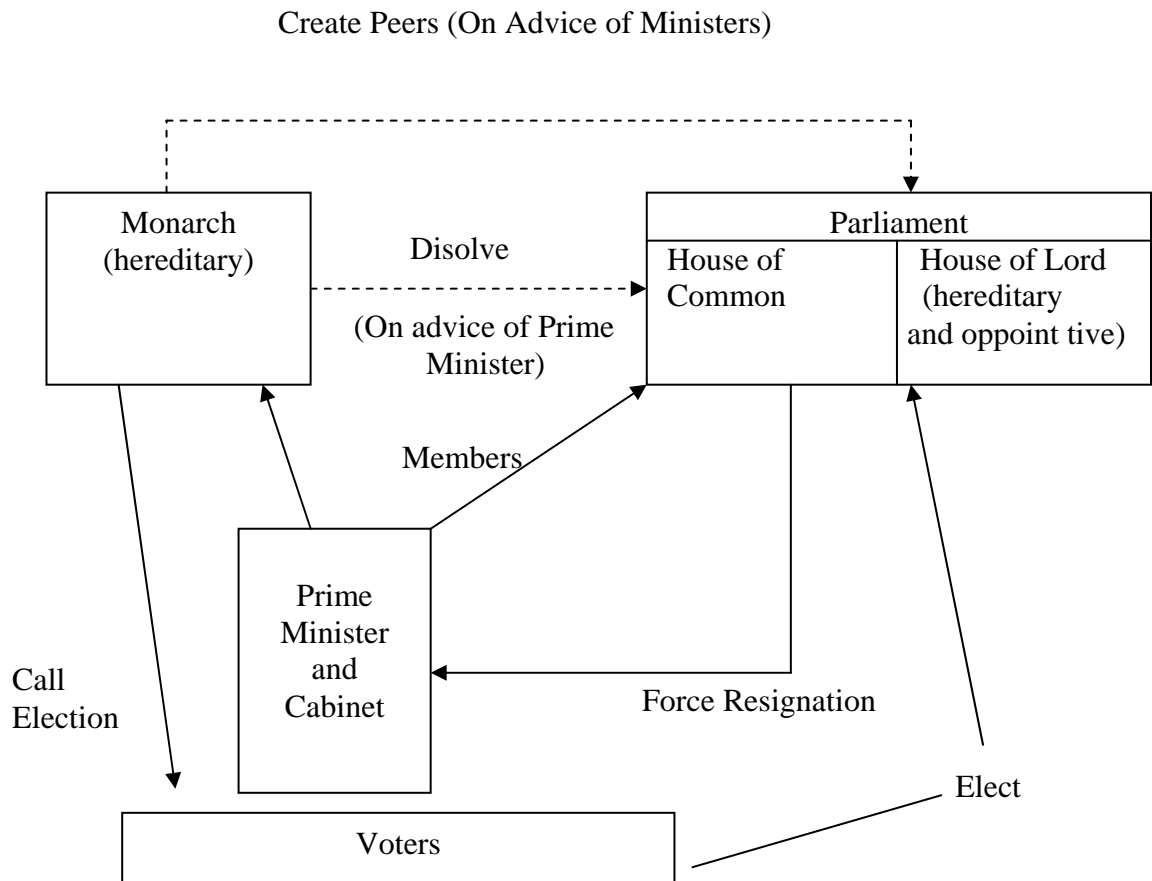 Create Peers (On Advice of Ministers)
Monarch
(hereditary)
Disolve
(On advice of Prime
Minister)
Parliament
House of
Common
House of Lord
(hereditary
and oppoint tive)
Members
Prime
Minister
and
Cabinet
Call
Election
Force Resignation
Elect
Voters